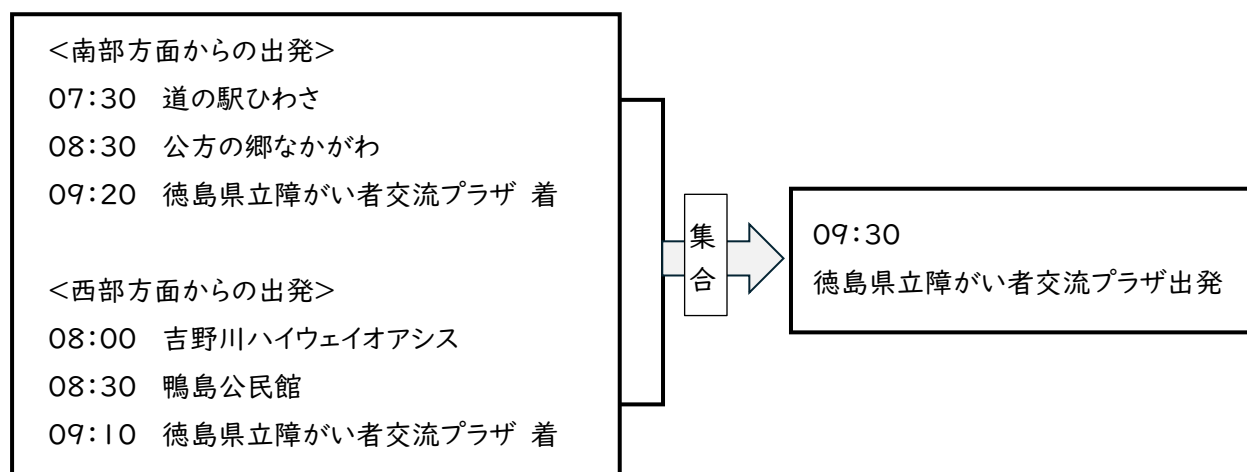 <南部方面からの出発>
07:30　道の駅ひわさ
08:30　公方の郷なかがわ
09:20　徳島県立障がい者交流プラザ 着
<西部方面からの出発>
08:00　吉野川ハイウェイオアシス
08:30　鴨島公民館
09:10　徳島県立障がい者交流プラザ 着
集
合
09:30
徳島県立障がい者交流プラザ出発